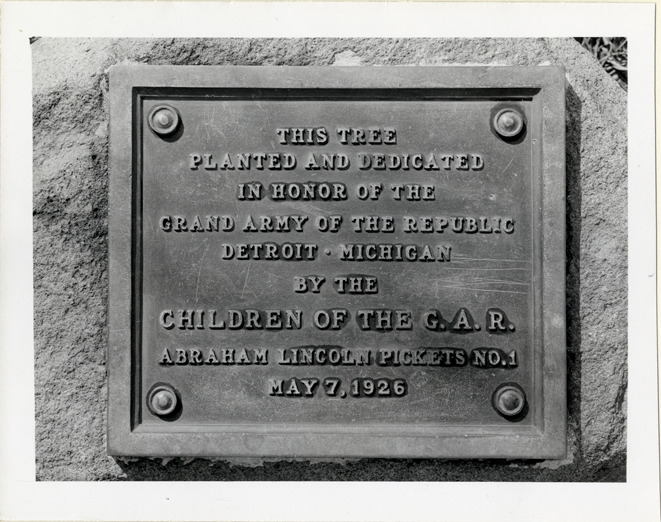 THIS TREE
PLANTED AND DEDICATED
IN HONOR OF THE
GRAND ARMY OF THE REPUBLIC
DETROIT · MICHIGAN
BY THE
CHILDREN OF THE G. A. R.
ABRAHAM LINCOLN PICKETS NO. 1
MAY 7, 1926